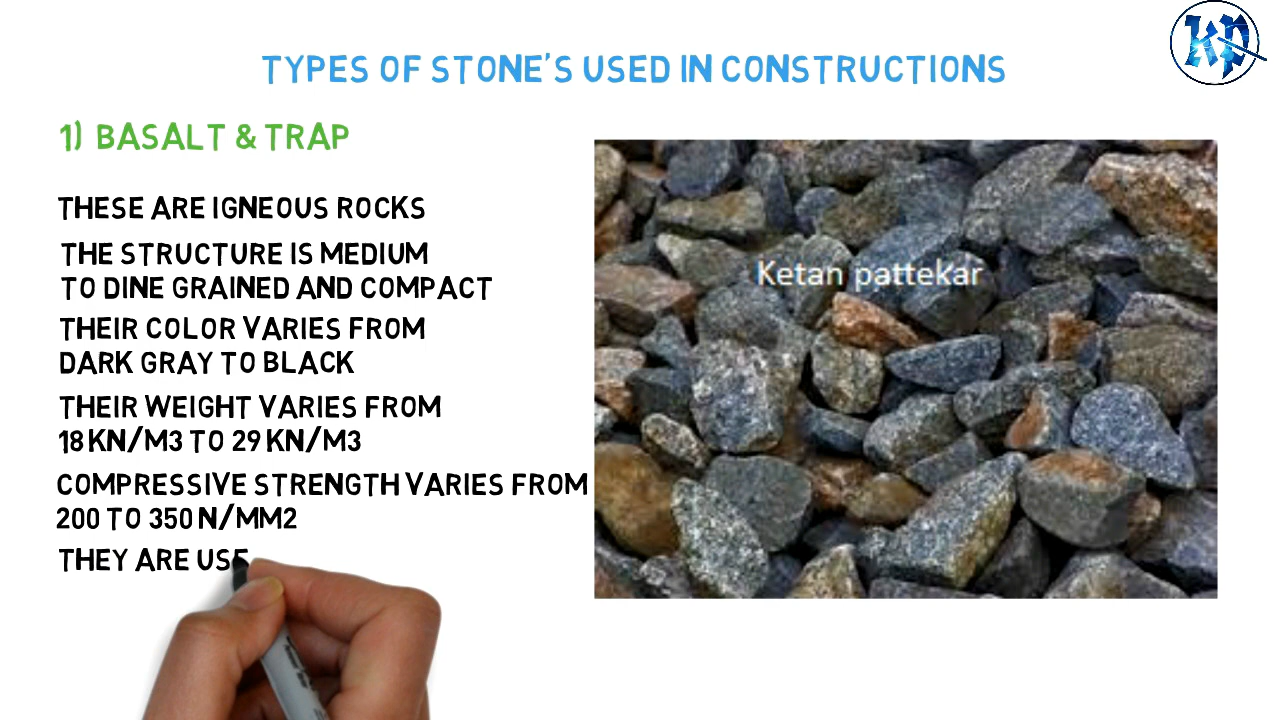 KP
TYPES OF STONE'S USED IN CONSTRUCTIONS
1) BASALT & TRAP
THESE ARE IGNEOUS ROCKS
THE STRUCTURE IS MEDIUM
TO DINE GRAINED AND COMPACT
THEIR COLOR VARIES FROM
DARK GRAY TO BLACK
THEIR WEIGHT VARIES FROM
18 KN/M3 TO 29 KN/M3
COMPRESSIVE STRENGTH VARIES FROM
200 TO 350 N/MM2
THEY ARE USE
Ketan pattekar